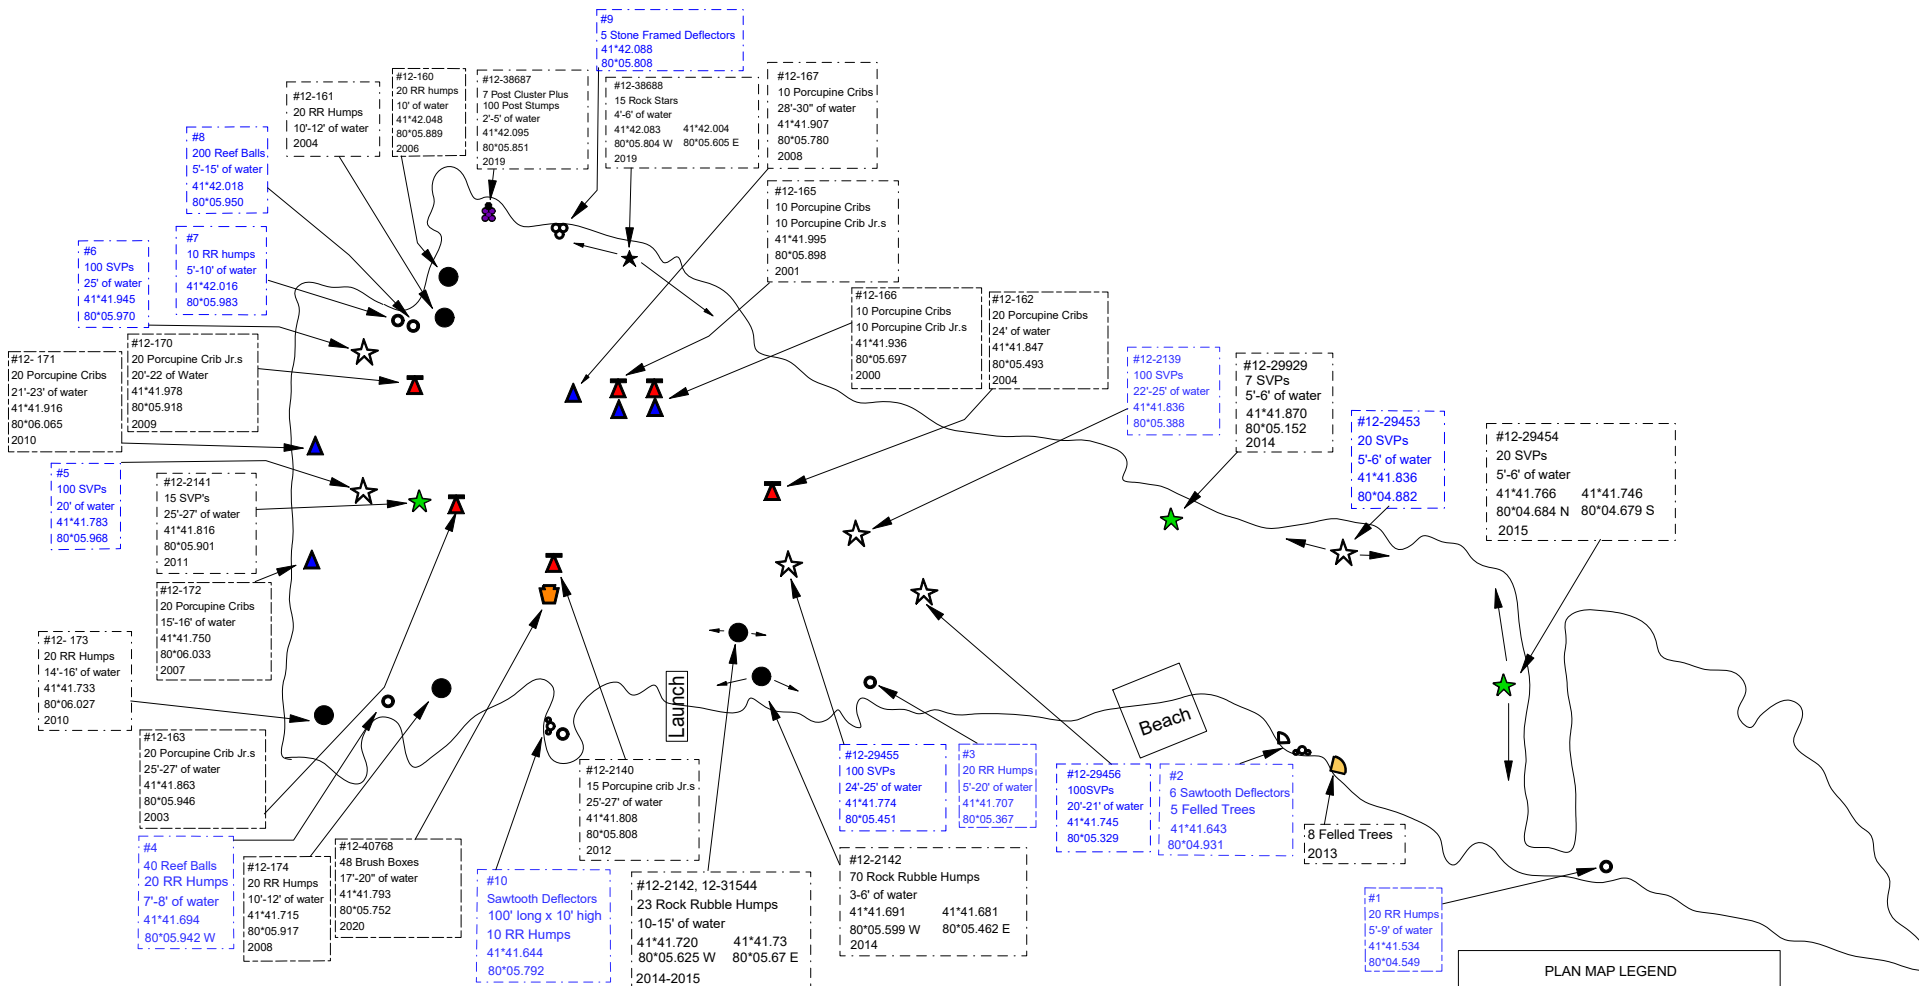 #9
5 Stone Framed Deflectors
41*42.088
80*05.808
#12-161
20 RR Humps
10'-12' of water
2004
#12-160
20 RR humps
10' of water
41*42.048
80*05.889
2006
#12-38687
7 Post Cluster Plus
100 Post Stumps
2'-5' of water
41*42.095
80*05.851
2019
#12-38688
15 Rock Stars
4'-6' of water
41*42.083 41*42.004
80*05.804 W 80*05.605 E
2019
#12-167
10 Porcupine Cribs
28'-30" of water
41*41.907
80*05.780
2008
#8
200 Reef Balls
5'-15' of water
41*42.018
80*05.950
#12-165
10 Porcupine Cribs
10 Porcupine Crib Jr.s
41*41.995
80*05.898
2001
#7
10 RR humps
5'-10' of water
41*42.016
80*05.983
#6
100 SVPs
25' of water
41*41.945
80*05.970
#12-166
10 Porcupine Cribs
10 Porcupine Crib Jr.s
41*41.936
80*05.697
2000
#12-162
20 Porcupine Cribs
24' of water
41*41.847
80*05.493
2004
#12-170
20 Porcupine Crib Jr.s
20'-22 of Water
41*41.978
80*05.918
2009
#12- 171
20 Porcupine Cribs
21'-23' of water
41*41.916
80*06.065
2010
#12-2139
100 SVPs
22'-25' of water
41*41.836
80*05.388
#12-29929
7 SVPs
5'-6' of water
41*41.870
80*05.152
2014
#12-29453
20 SVPs
5'-6' of water
41*41.836
80*04.882
#12-29454
20 SVPs
5'-6' of water
41*41.766 41*41.746
80*04.684 N 80*04.679 S
2015
#5
100 SVPs
20' of water
41*41.783
80*05.968
#12-2141
15 SVP's
25'-27' of water
41*41.816
80*05.901
2011
#12-172
20 Porcupine Cribs
15'-16' of water
41*41.750
80*06.033
2007
#12- 173
20 RR Humps
14'-16' of water
41*41.733
80*06.027
2010
Launch
Beach
#12-163
20 Porcupine Crib Jr.s
25'-27' of water
41*41.863
80*05.946
2003
#12-2140
15 Porcupine crib Jr.s
25'-27' of water
41*41.808
80*05.808
2012
#12-29455
100 SVPs
24'-25' of water
41*41.774
80*05.451
#3
20 RR Humps
5'-20' of water
41*41.707
80*05.367
#12-29456
100SVPs
20'-21' of water
41*41.745
80*05.329
#2
6 Sawtooth Deflectors
5 Felled Trees
41*41.643
80*04.931
8 Felled Trees
2013
#4
40 Reef Balls
20 RR Humps
7'-8' of water
41*41.694
80*05.942 W
#12-174
20 RR Humps
10'-12' of water
41*41.715
80*05.917
2008
#12-40768
48 Brush Boxes
17'-20" of water
41*41.793
80*05.752
2020
#10
Sawtooth Deflectors
100' long x 10' high
10 RR Humps
41*41.644
80*05.792
#12-2142, 12-31544
23 Rock Rubble Humps
10-15' of water
41*41.720 41*41.73
80*05.625 W 80*05.67 E
2014-2015
#12-2142
70 Rock Rubble Humps
3-6' of water
41*41.691 41*41.681
80*05.599 W 80*05.462 E
2014
#1
20 RR Humps
5'-9' of water
41*41.534
80*04.549
PLAN MAP LEGEND